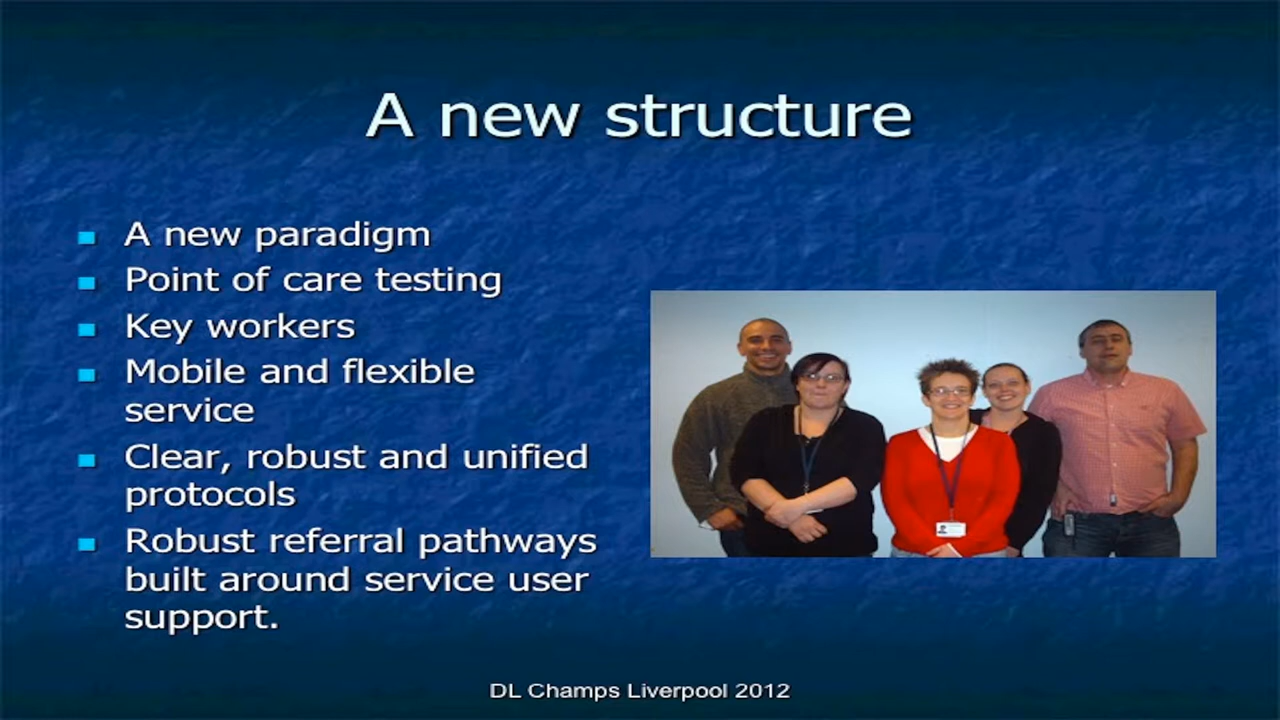 A new structure
A new paradigm
Point of care testing
Key workers
Mobile and flexible
service
Clear, robust and unified
protocols
Robust referral pathways
built around service user
support.
DL Champs Liverpool 2012